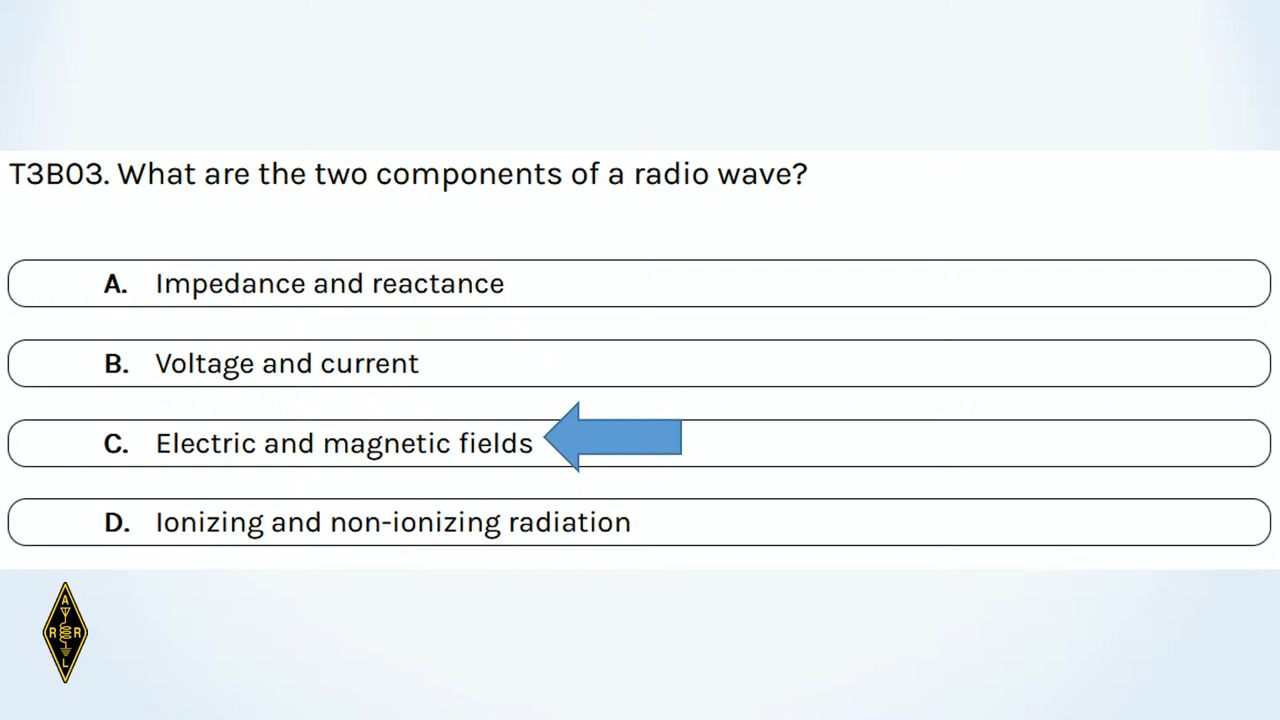 T3B03. What are the two components of a radio wave?
A. Impedance and reactance
B. Voltage and current
C. Electric and magnetic fields
D. Ionizing and non-ionizing radiation
A
R R
L